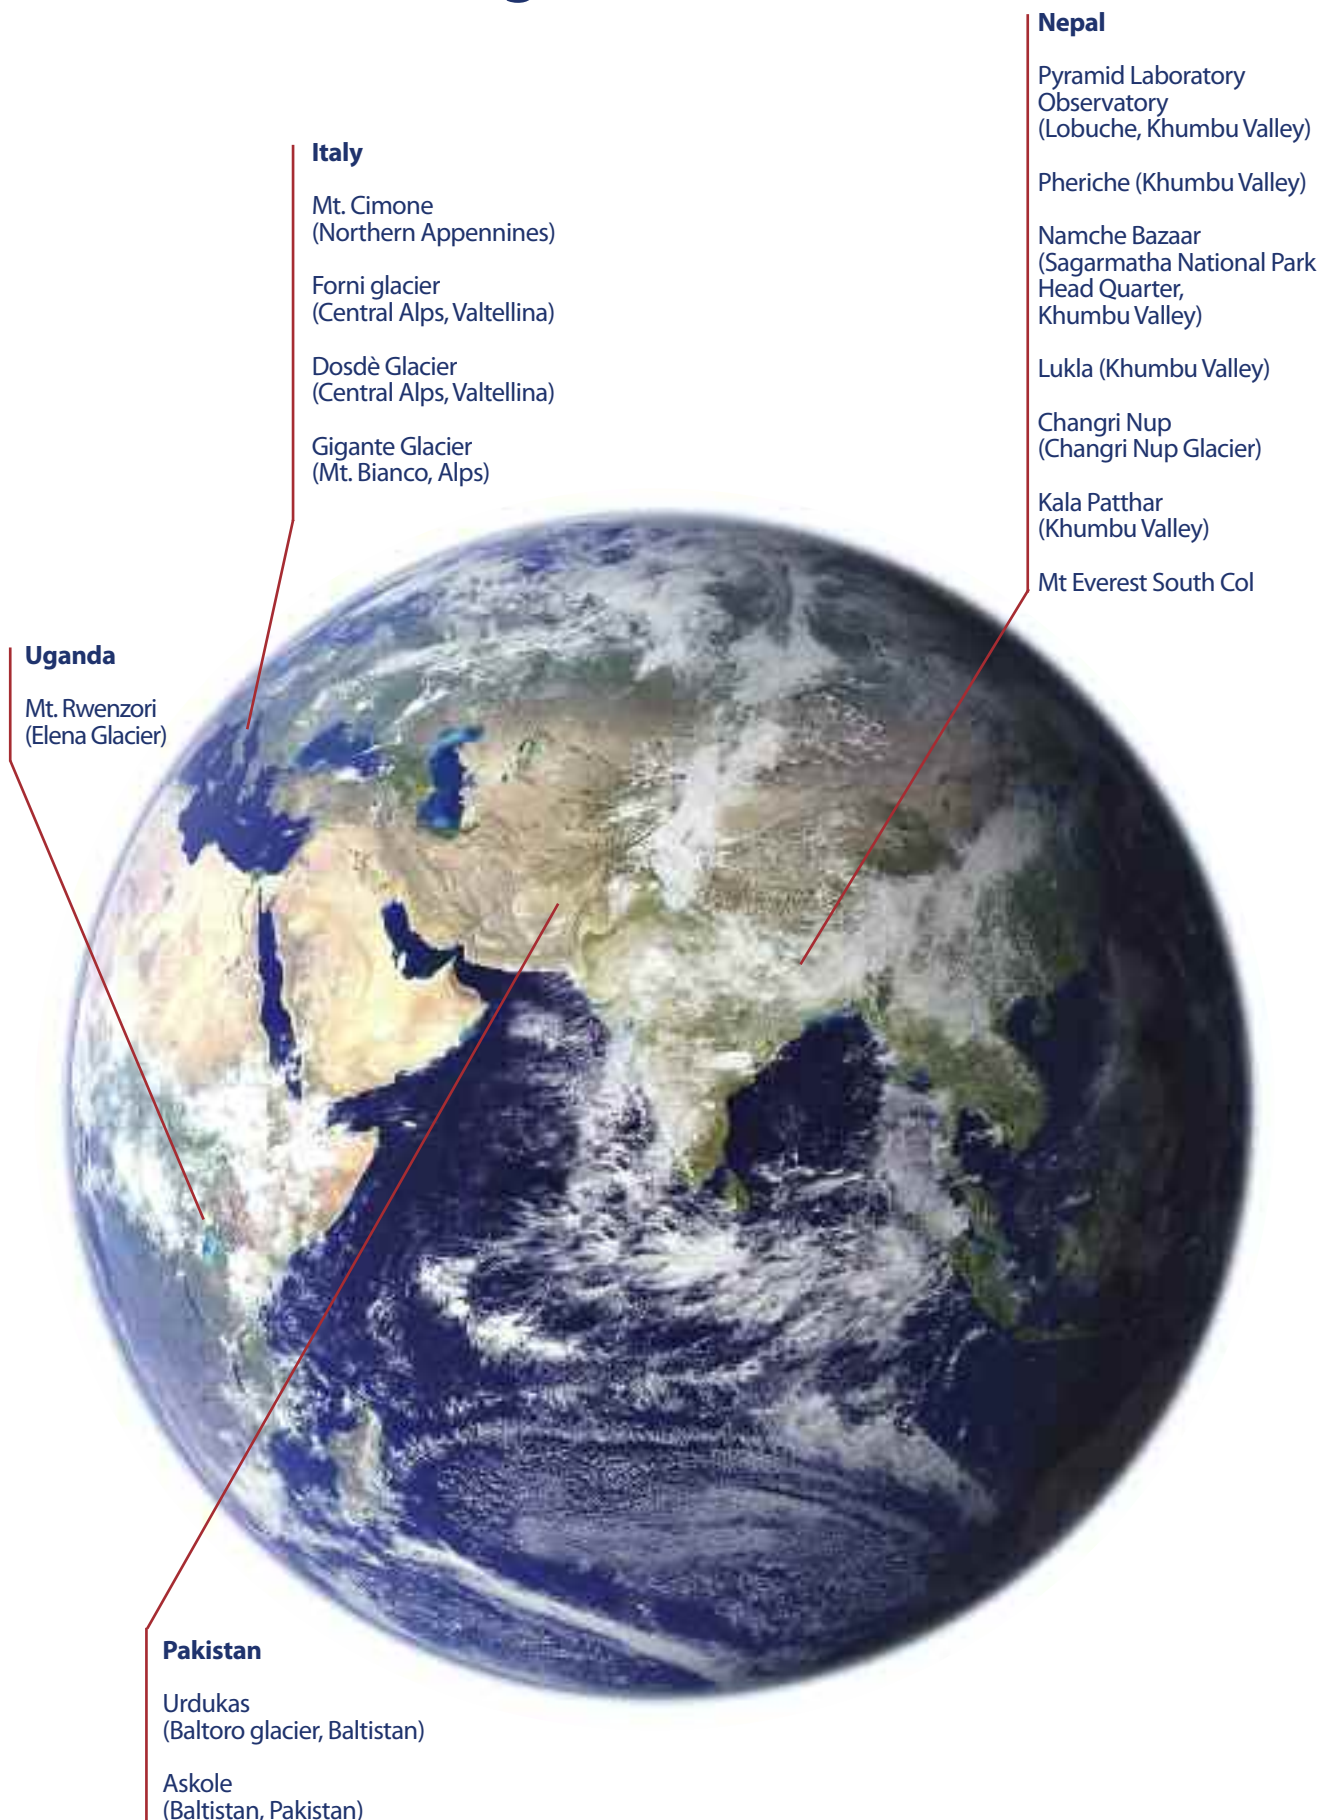 Nepal
Pyramid Laboratory
Observatory
(Lobuche, Khumbu Valley)
Pheriche (Khumbu Valley)
Namche Bazaar
(Sagarmatha National Park
Head Quarter,
Khumbu Valley)
Lukla (Khumbu Valley)
Changri Nup
(Changri Nup Glacier)
Kala Patthar
(Khumbu Valley)
Mt Everest South Col
Italy
Mt. Cimone
(Northern Appennines)
Forni glacier
(Central Alps, Valtellina)
Dosdè Glacier
(Central Alps, Valtellina)
Gigante Glacier
(Mt. Bianco, Alps)
Uganda
Mt. Rwenzori
(Elena Glacier)
Pakistan
Urdukas
(Baltoro glacier, Baltistan)
Askole
(Baltistan, Pakistan)